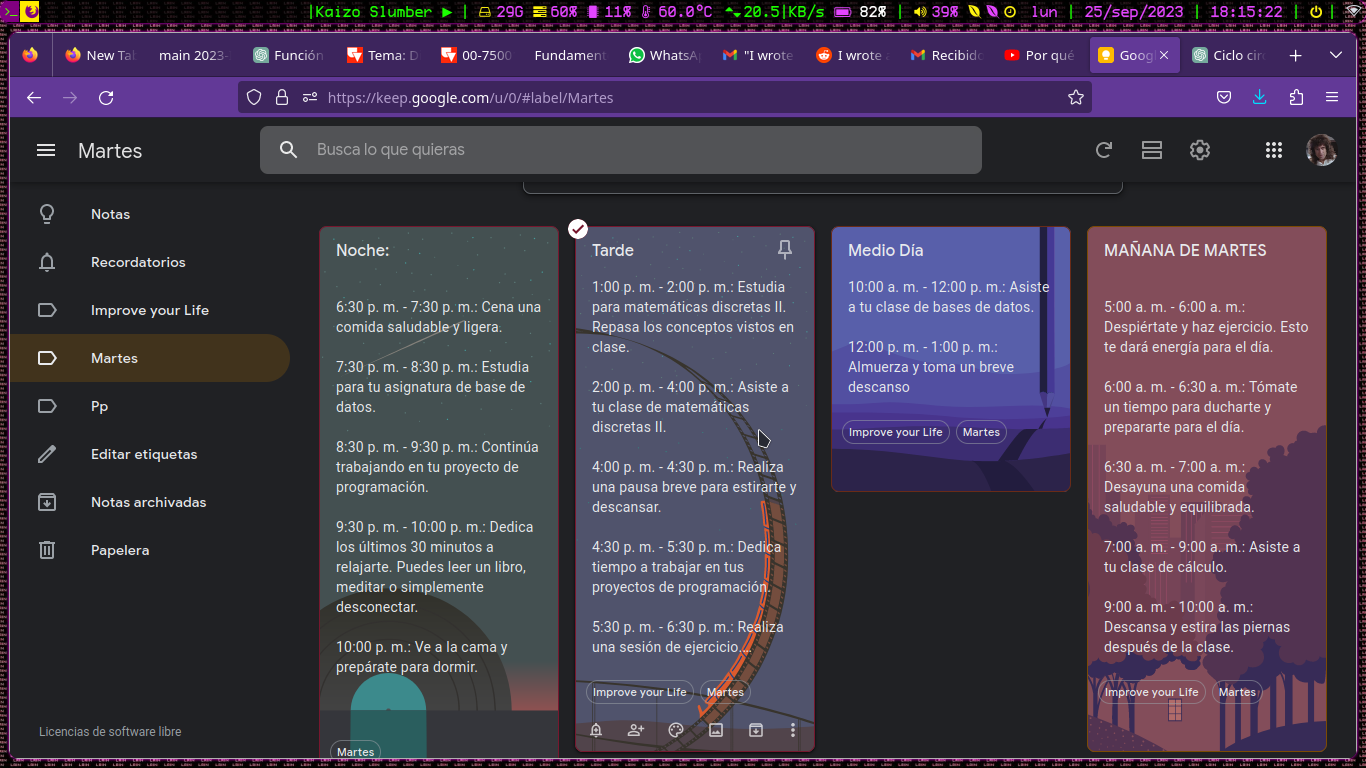 |Kaizo Slumber ▶ | 29G 60% 11% 60.0°C 20.5|KB/s 82% | 39% | lun | 25/sep/2023 | 18:15:22 | |
New Ta
main 2023-
Función
Tema: D
00-7500
Fundament
WhatsA
"I wrote
I wrote
Recibido
Por qué
Goog
Ciclo cir
https://keep.google.com/u/0/#label/Martes
Martes
Busca lo que quieras
Notas
Recordatorios
Improve your Life
Martes
Pp
Editar etiquetas
Notas archivadas
Papelera
Licencias de software libre
Noche:
6:30 p. m. - 7:30 p. m.: Cena una
comida saludable y ligera.
7:30 p. m. - 8:30 p. m.: Estudia
para tu asignatura de base de
datos.
8:30 p. m. - 9:30 p. m.: Continúa
trabajando en tu proyecto de
programación.
9:30 p. m. - 10:00 p. m.: Dedica
los últimos 30 minutos a
relajarte. Puedes leer un libro,
meditar o simplemente
desconectar.
10:00 p. m.: Ve a la cama y
prepárate para dormir.
Martes
Tarde
1:00 p. m. - 2:00 p. m.: Estudia
para matemáticas discretas II.
Repasa los conceptos vistos en
clase.
2:00 p. m. - 4:00 p. m.: Asiste a
tu clase de matemáticas
discretas II.
4:00 p. m. - 4:30 p. m.: Realiza
una pausa breve para estirarte y
descansar.
4:30 p. m. - 5:30 p. m.: Dedica
tiempo a trabajar en tus
proyectos de programación.
5:30 p. m. - 6:30 p. m.: Realiza
una sesión de ejercicio...
Improve your Life
Martes
Medio Día
10:00 a. m. - 12:00 p. m.: Asiste
a tu clase de bases de datos.
12:00 p. m. - 1:00 p. m.:
Almuerza y toma un breve
descanso
Improve your Life
Martes
MAÑANA DE MARTES
5:00 a. m. - 6:00 a. m.:
Despiértate y haz ejercicio. Esto
te dará energía para el día.
6:00 a. m. - 6:30 a. m.: Tómate
un tiempo para ducharte y
prepararte para el día.
6:30 a. m. - 7:00 a. m.:
Desayuna una comida
saludable y equilibrada.
7:00 a. m. - 9:00 a. m.: Asiste a
tu clase de cálculo.
9:00 a. m. - 10:00 a. m.:
Descansa y estira las piernas
después de la clase.
Improve your Life
Martes